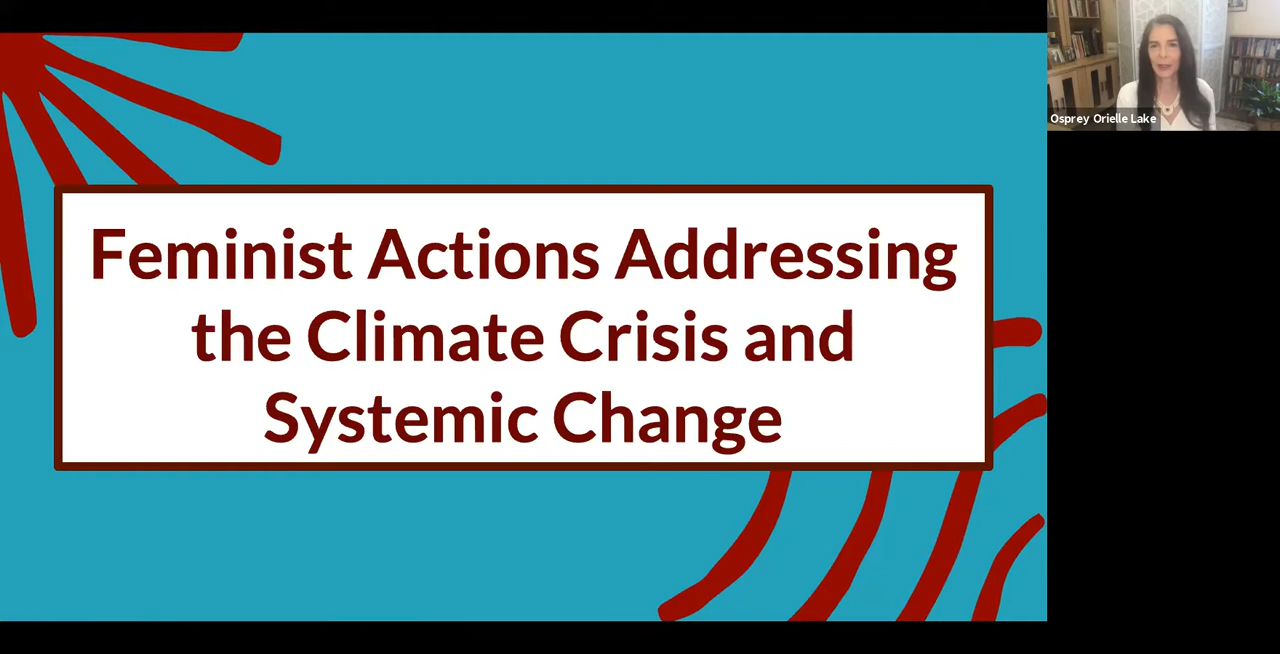 Feminist Actions Addressing
the Climate Crisis and
Systemic Change
Osprey Orielle Lake